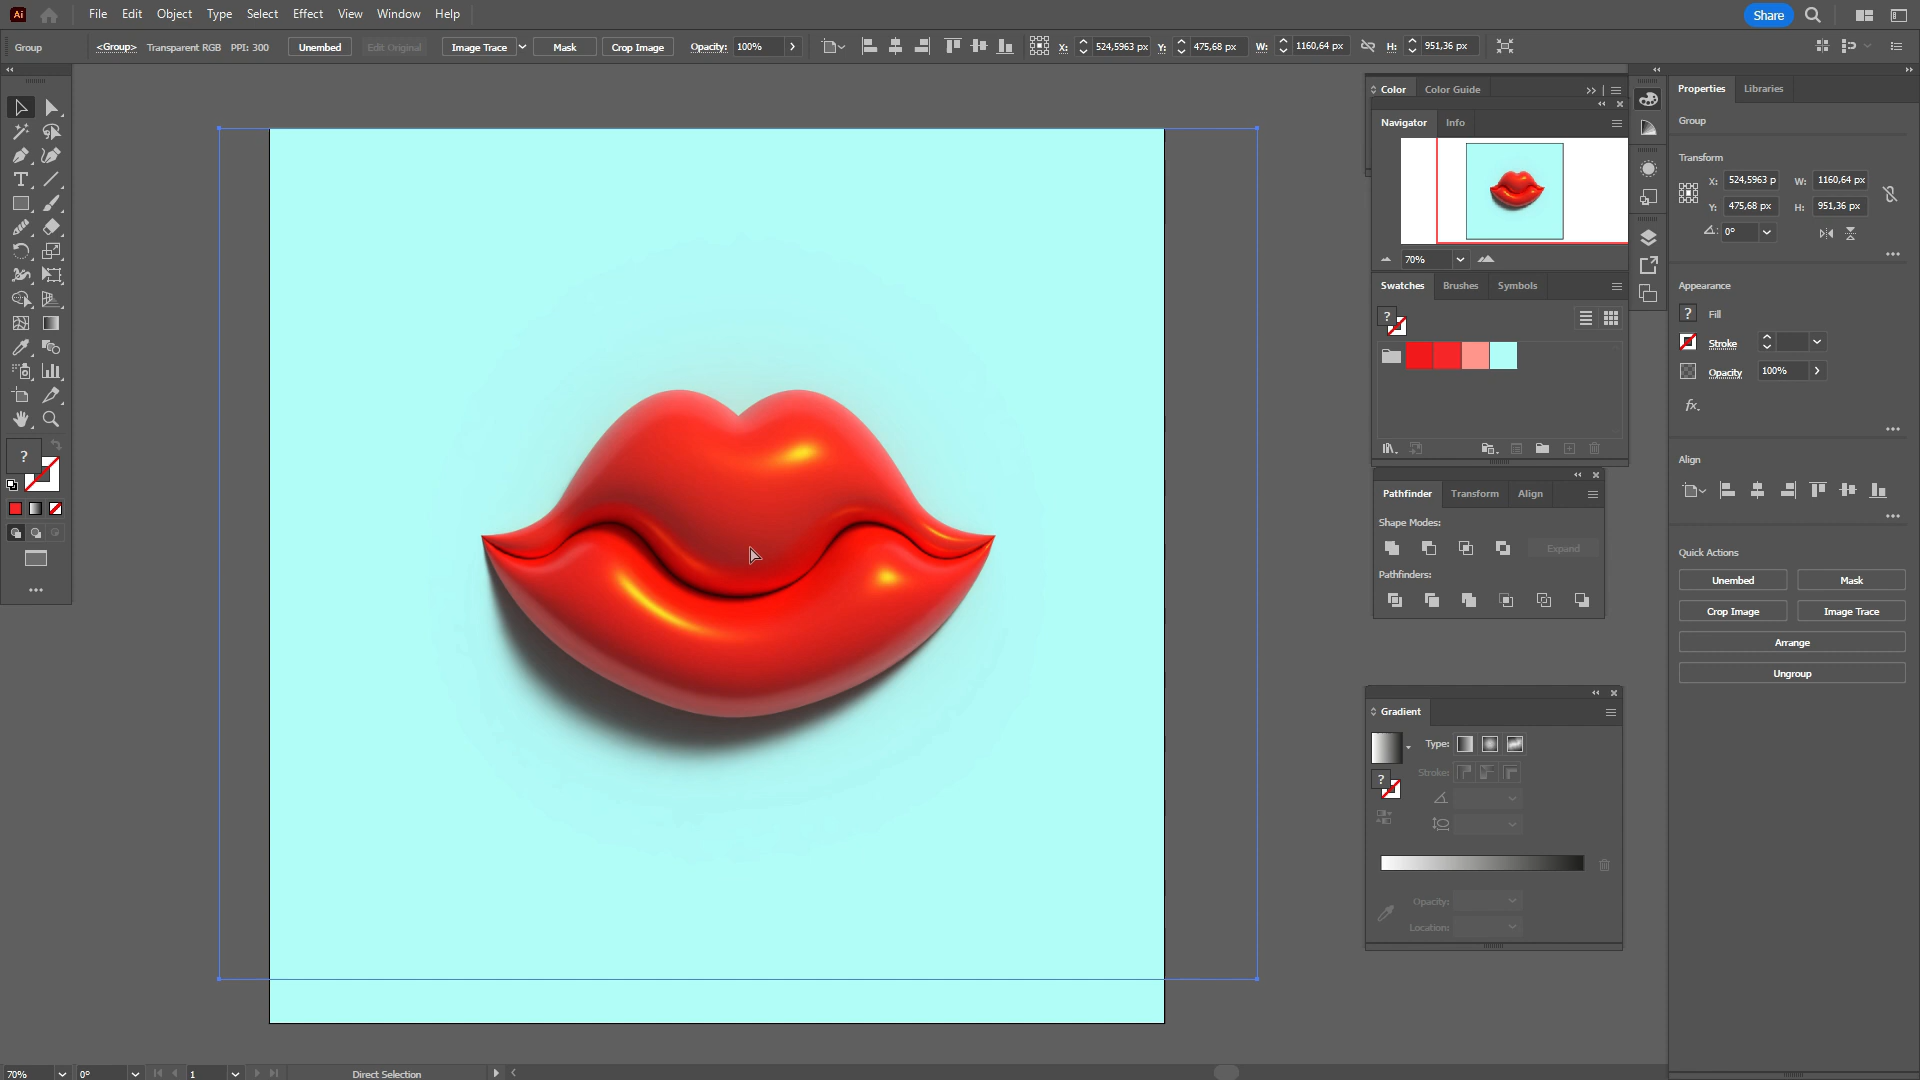 Ai File Edit Object Type Select Effect View Window Help Share
Group <Group> Transparent RGB PPI: 300 Unembed Edit Original Image Trace Mask Crop Image Opacity: 100% X: 524,5963 px Y: 475,68 px W: 1160,64 px H: 951,36 px
Color Color Guide
Navigator Info
70%
Swatches Brushes Symbols
?
Pathfinder Transform Align
Shape Modes:
Expand
Pathfinders:
Gradient
Type:
?
Stroke:
Opacity:
Location:
Properties Libraries
Group
Transform
X: 524,5963 p W: 1160,64 px
Y: 475,68 px H: 951,36 px
0°
Appearance
? Fill
Stroke
Opacity 100%
fx.
Align
Quick Actions
Unembed Mask
Crop Image Image Trace
Arrange
Ungroup
T
?
70% 0° 1 Direct Selection